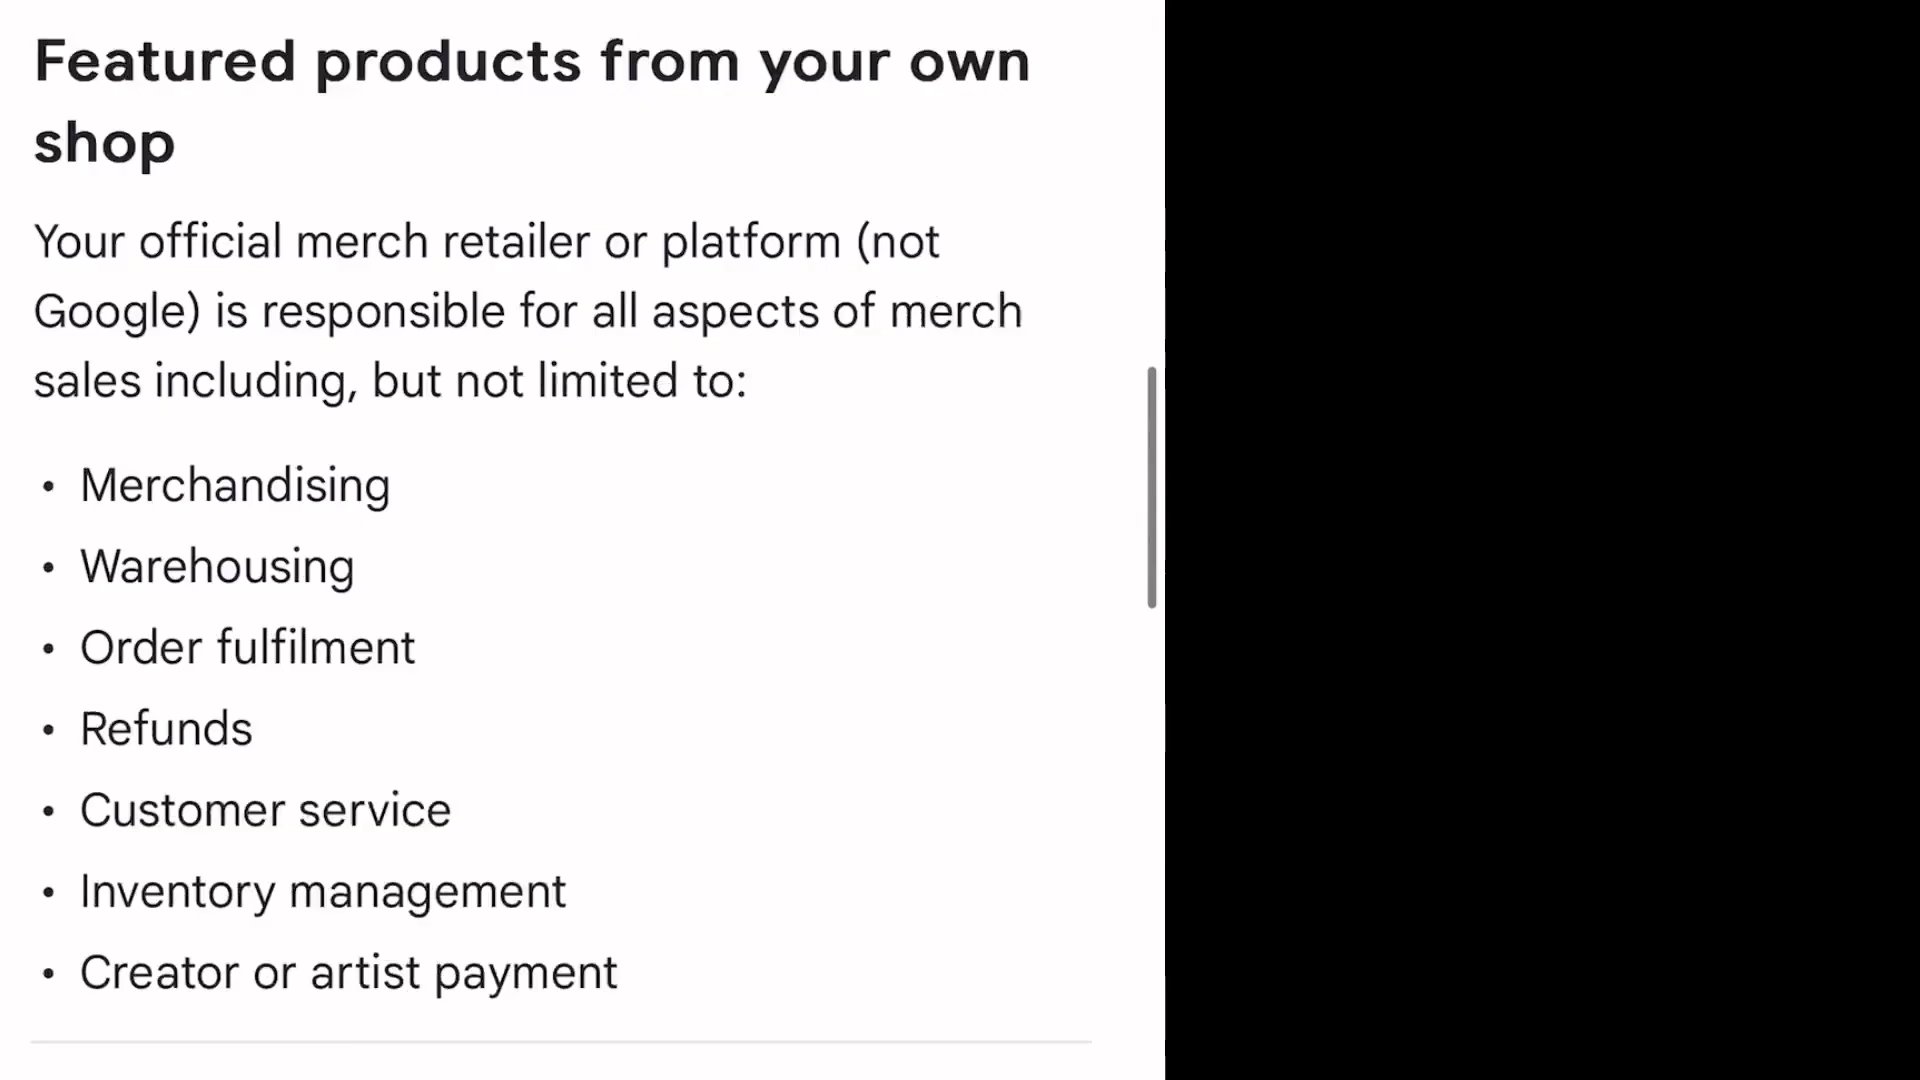 Featured products from your own
shop
Your official merch retailer or platform (not
Google) is responsible for all aspects of merch
sales including, but not limited to:
• Merchandising
• Warehousing
• Order fulfilment
• Refunds
• Customer service
• Inventory management
• Creator or artist payment